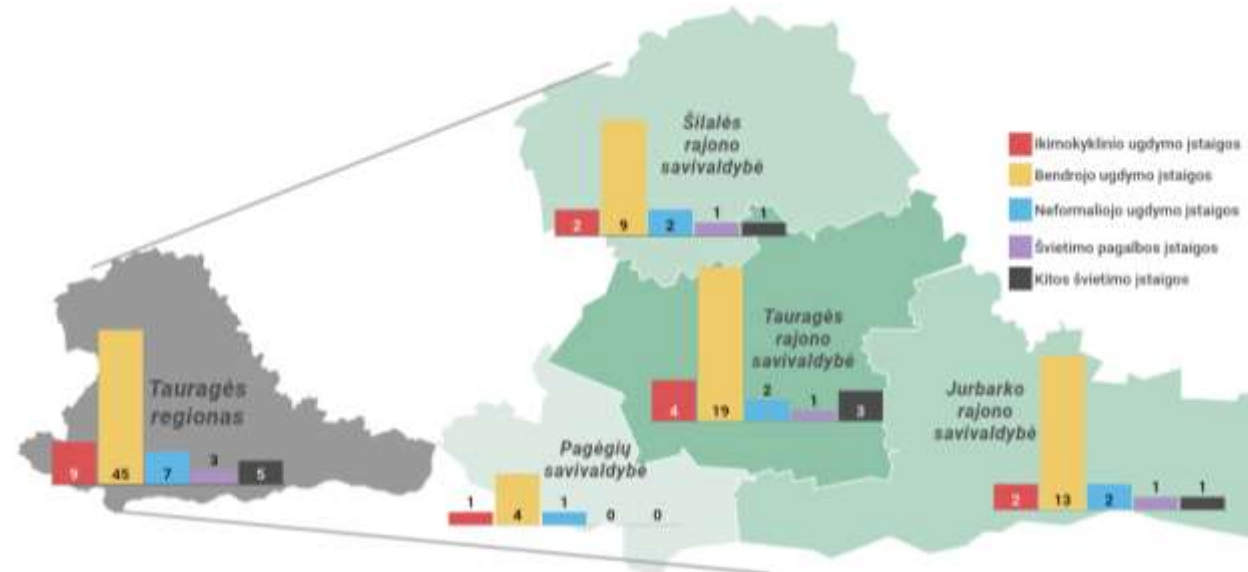 Šilalės
rajono
savivaldybė
2
9
2
1
1
Ikimokyklinio ugdymo įstaigos
Bendrojo ugdymo įstaigos
Neformaliojo ugdymo įstaigos
Švietimo pagalbos įstaigos
Kitos švietimo įstaigos
Tauragės
rajono
savivaldybė
4
19
2
1
3
Tauragės
regionas
9
45
7
3
5
Jurbarko
rajono
savivaldybė
2
13
2
1
1
Pagėgių
savivaldybė
1
4
1
0
0